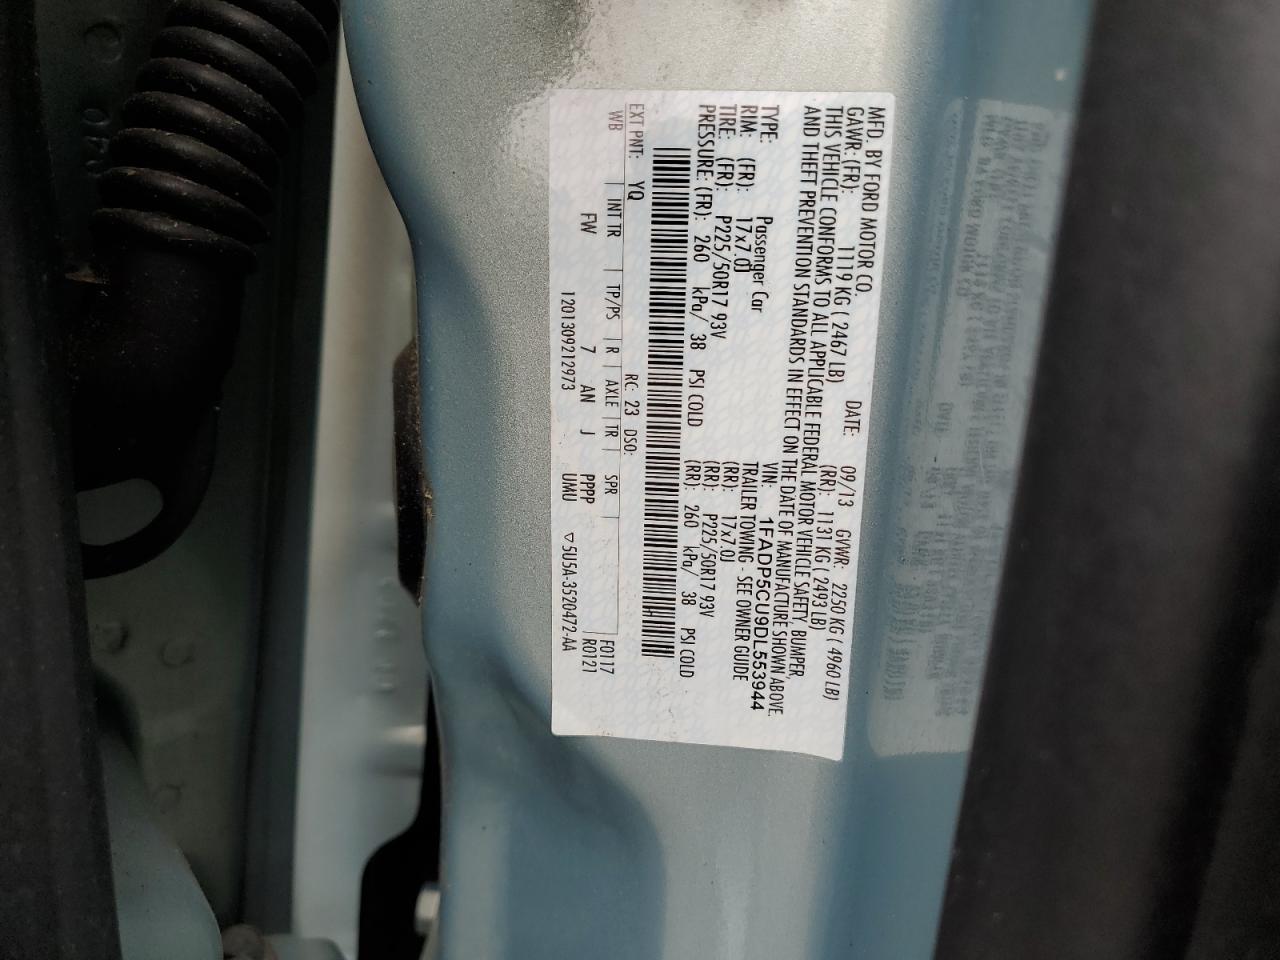 MFD. BY FORD MOTOR CO.
DATE: 09/13 GVWR: 2250 KG ( 4960 LB)
GAWR: (FR): 1119 KG ( 2467 LB) (RR): 1131 KG ( 2493 LB)
THIS VEHICLE CONFORMS TO ALL APPLICABLE FEDERAL MOTOR VEHICLE SAFETY, BUMPER,
AND THEFT PREVENTION STANDARDS IN EFFECT ON THE DATE OF MANUFACTURE SHOWN ABOVE.
VIN: 1FADP5CU9DL553944
TYPE: Passenger Car TRAILER TOWING - SEE OWNER GUIDE
RIM: (FR): 17x7.0J (RR): 17x7.0J
TIRE: (FR): P225/50R17 93V (RR): P225/50R17 93V
PRESSURE: (FR): 260 kPa/ 38 PSI COLD (RR): 260 kPa/ 38 PSI COLD
EXT PNT: YQ RC: 23 DSO:
WB INT TR TP/PS R AXLE TR SPR F0117
FW 7 AN J PPPP R0121
1201309212973 UMU ▽5U5A-3520472-AA